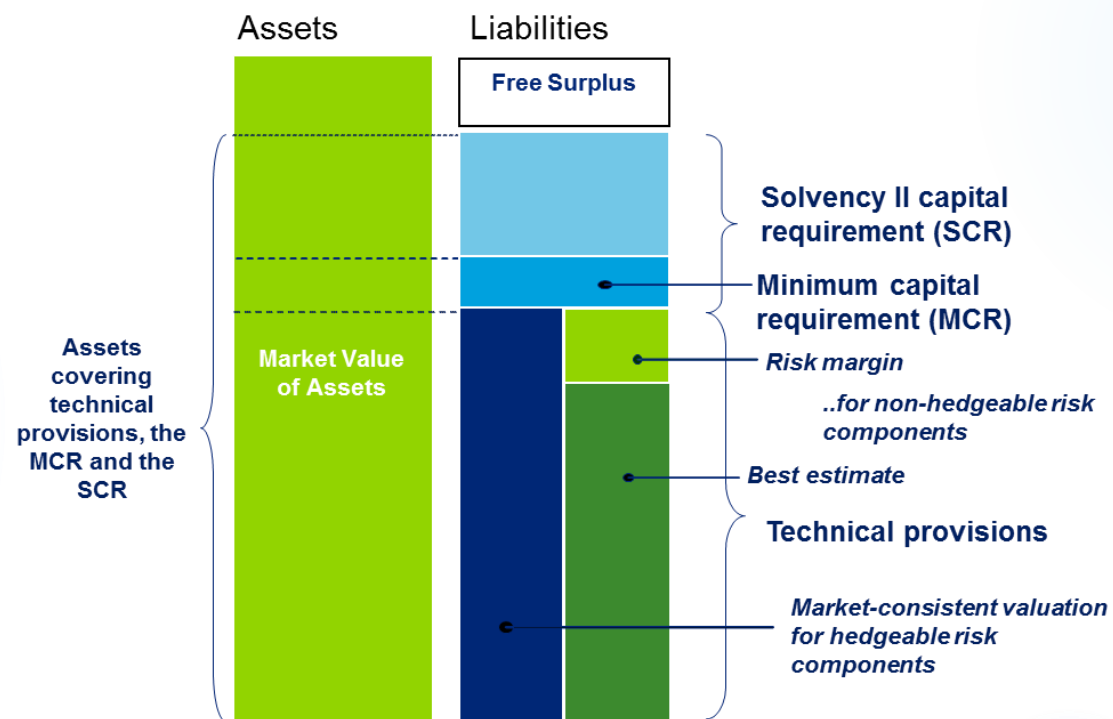 Assets
Liabilities
Free Surplus
Solvency II capital
requirement (SCR)
Minimum capital
requirement (MCR)
Assets
covering
technical
provisions, the
MCR and the
SCR
Market Value
of Assets
Risk margin
..for non-hedgeable risk
components
Best estimate
Technical provisions
Market-consistent valuation
for hedgeable risk
components